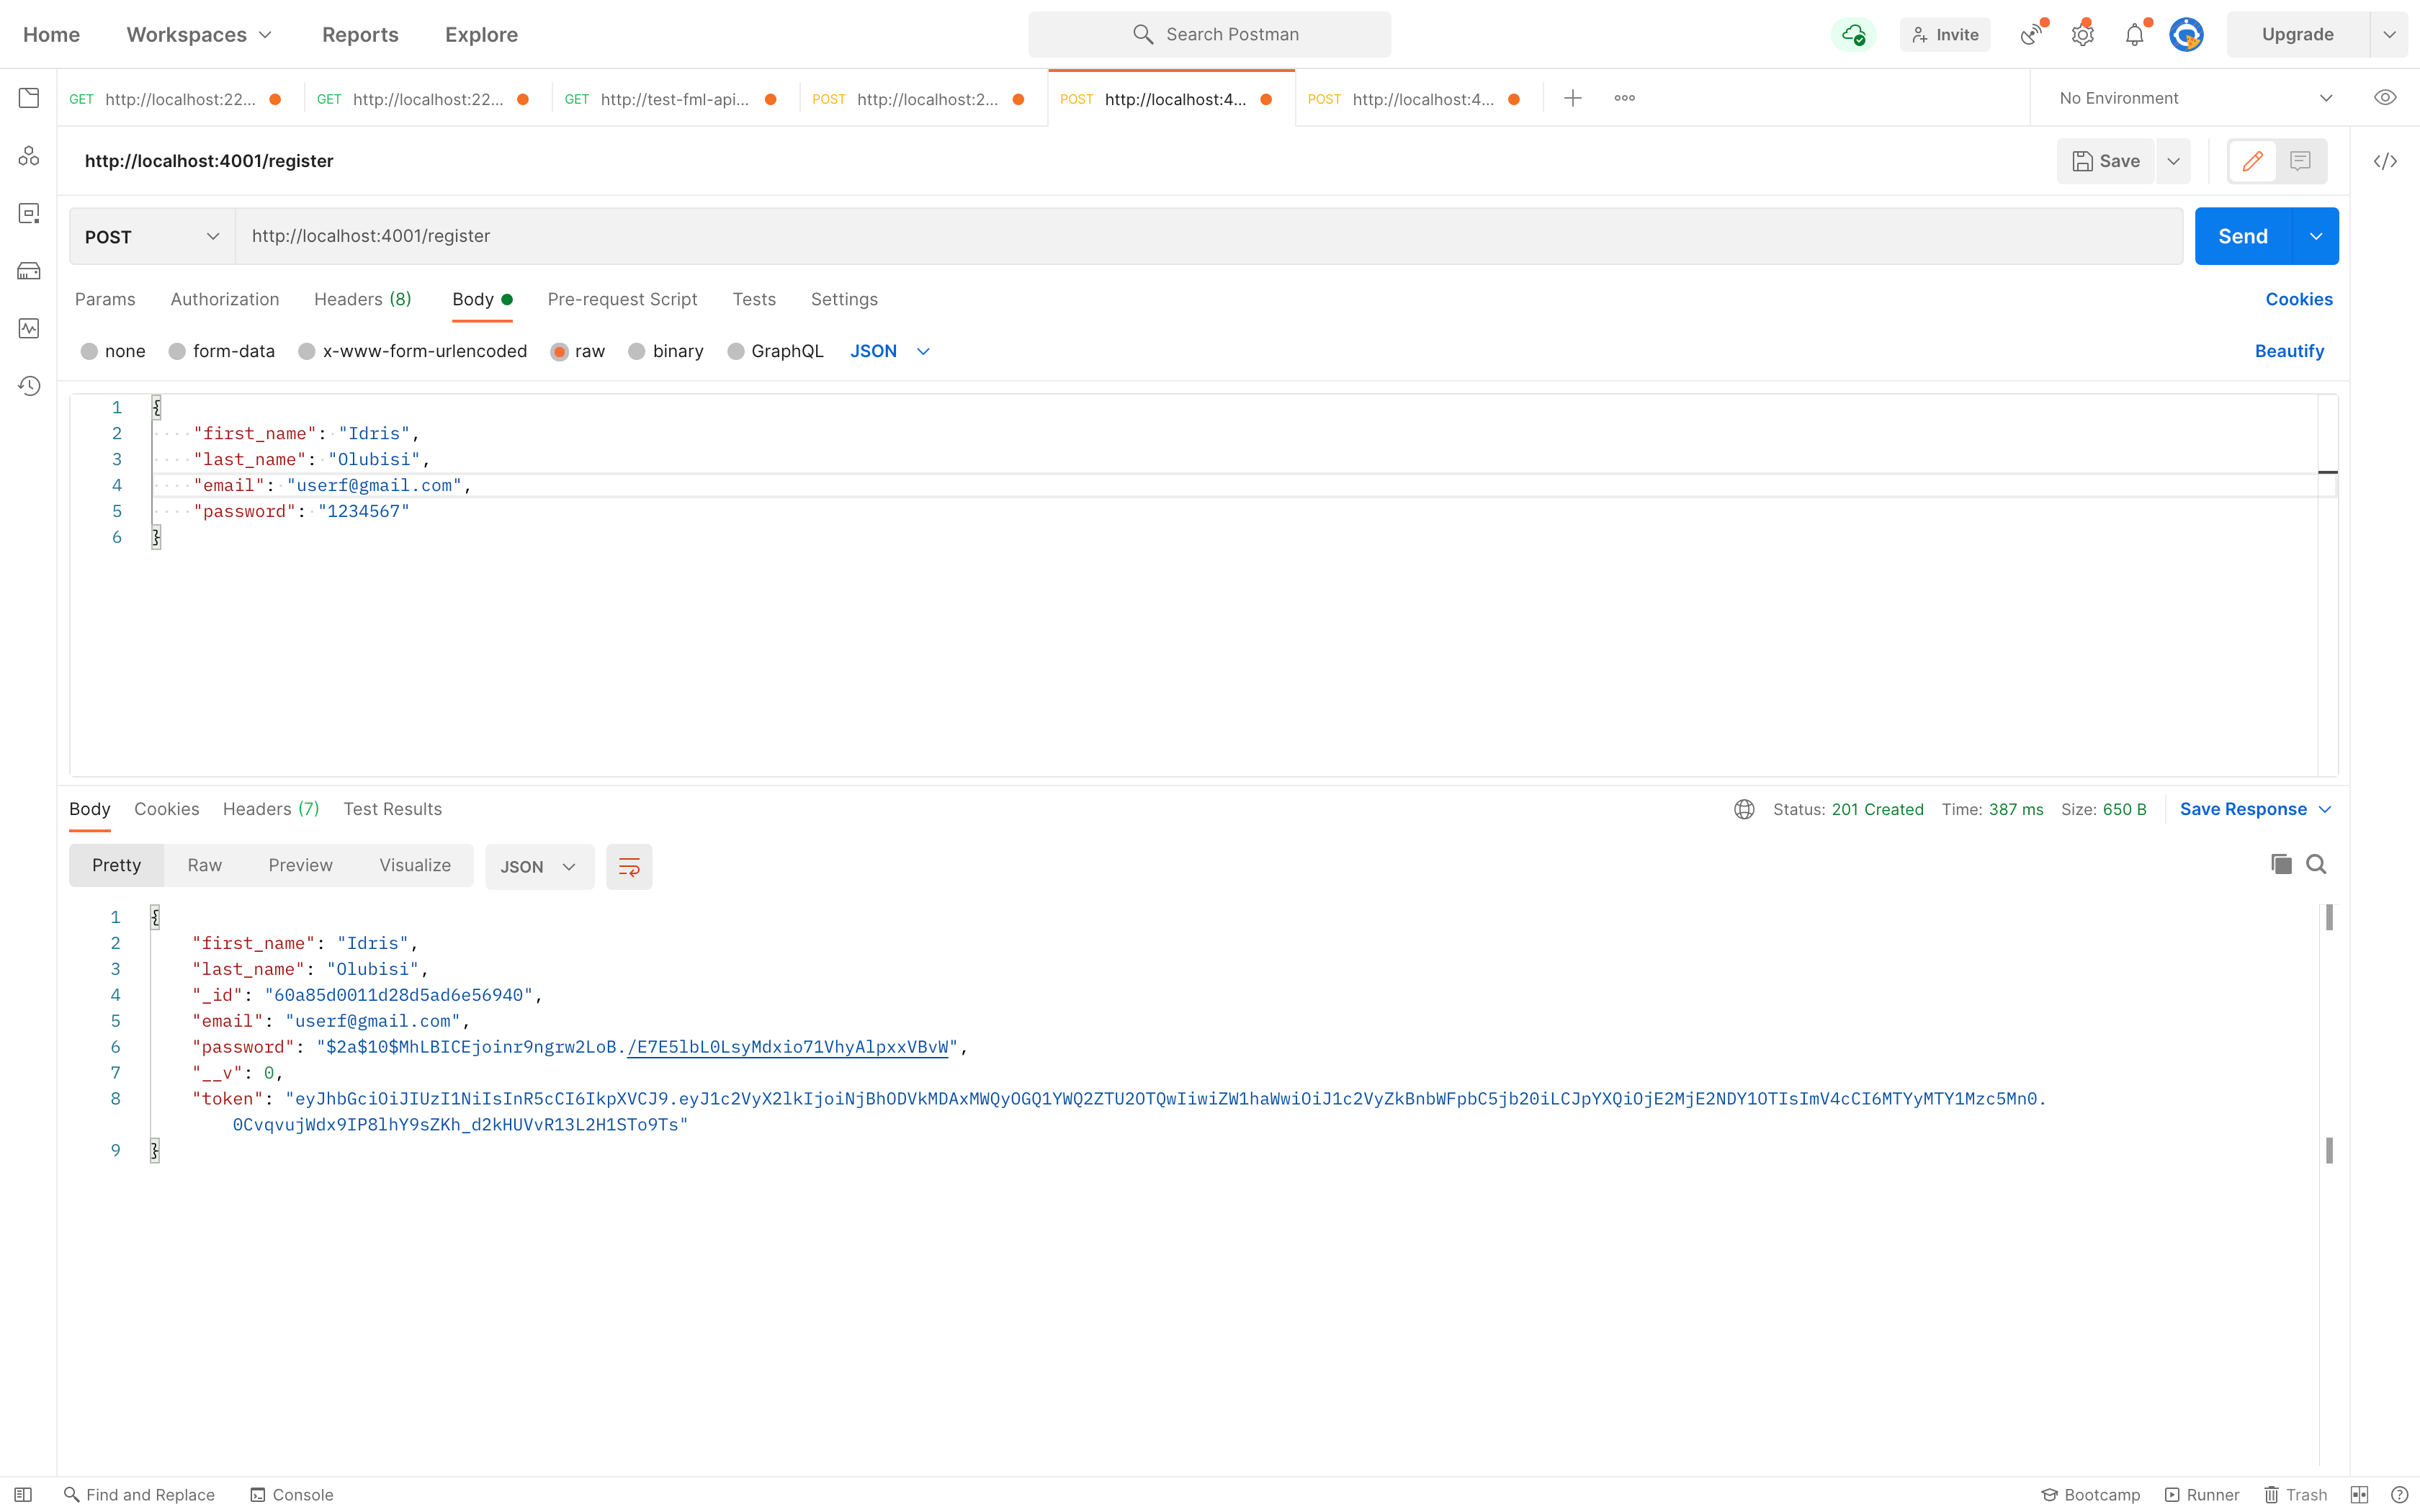 Home Workspaces Reports Explore Search Postman Invite Upgrade
GET http://localhost:22... GET http://localhost:22... GET http://test-fml-api... POST http://localhost:2... POST http://localhost:4... POST http://localhost:4... No Environment
http://localhost:4001/register Save
POST http://localhost:4001/register Send
Params Authorization Headers (8) Body Pre-request Script Tests Settings Cookies
none form-data x-www-form-urlencoded raw binary GraphQL JSON Beautify
1 {
2 "first_name": "Idris",
3 "last_name": "Olubisi",
4 "email": "userf@gmail.com",
5 "password": "1234567"
6 }
Body Cookies Headers (7) Test Results Status: 201 Created Time: 387 ms Size: 650 B Save Response
Pretty Raw Preview Visualize JSON
1 {
2 "first_name": "Idris",
3 "last_name": "Olubisi",
4 "_id": "60a85d0011d28d5ad6e56940",
5 "email": "userf@gmail.com",
6 "password": "$2a$10$MhLBICEjoinr9ngrw2LoB./E7E5lbL0LsyMdxio71VhyAlpxxVBvW",
7 "__v": 0,
8 "token": "eyJhbGciOiJIUzI1NiIsInR5cCI6IkpXVCJ9.eyJ1c2VyX2lkIjoiNjBhODVkMDAxMWQyOGQ1YWQ2ZTU2OTQwIiwiZW1haWwiOiJ1c2VyZkBnbWFpbC5jb20iLCJpYXQiOjE2MjE2NDY1OTIsImV4cCI6MTYyMTY1Mzc5Mn0.
0CvqvujWdx9IP8lhY9sZKh_d2kHUVvR13L2H1STo9Ts"
9 }
Find and Replace Console Bootcamp Runner Trash